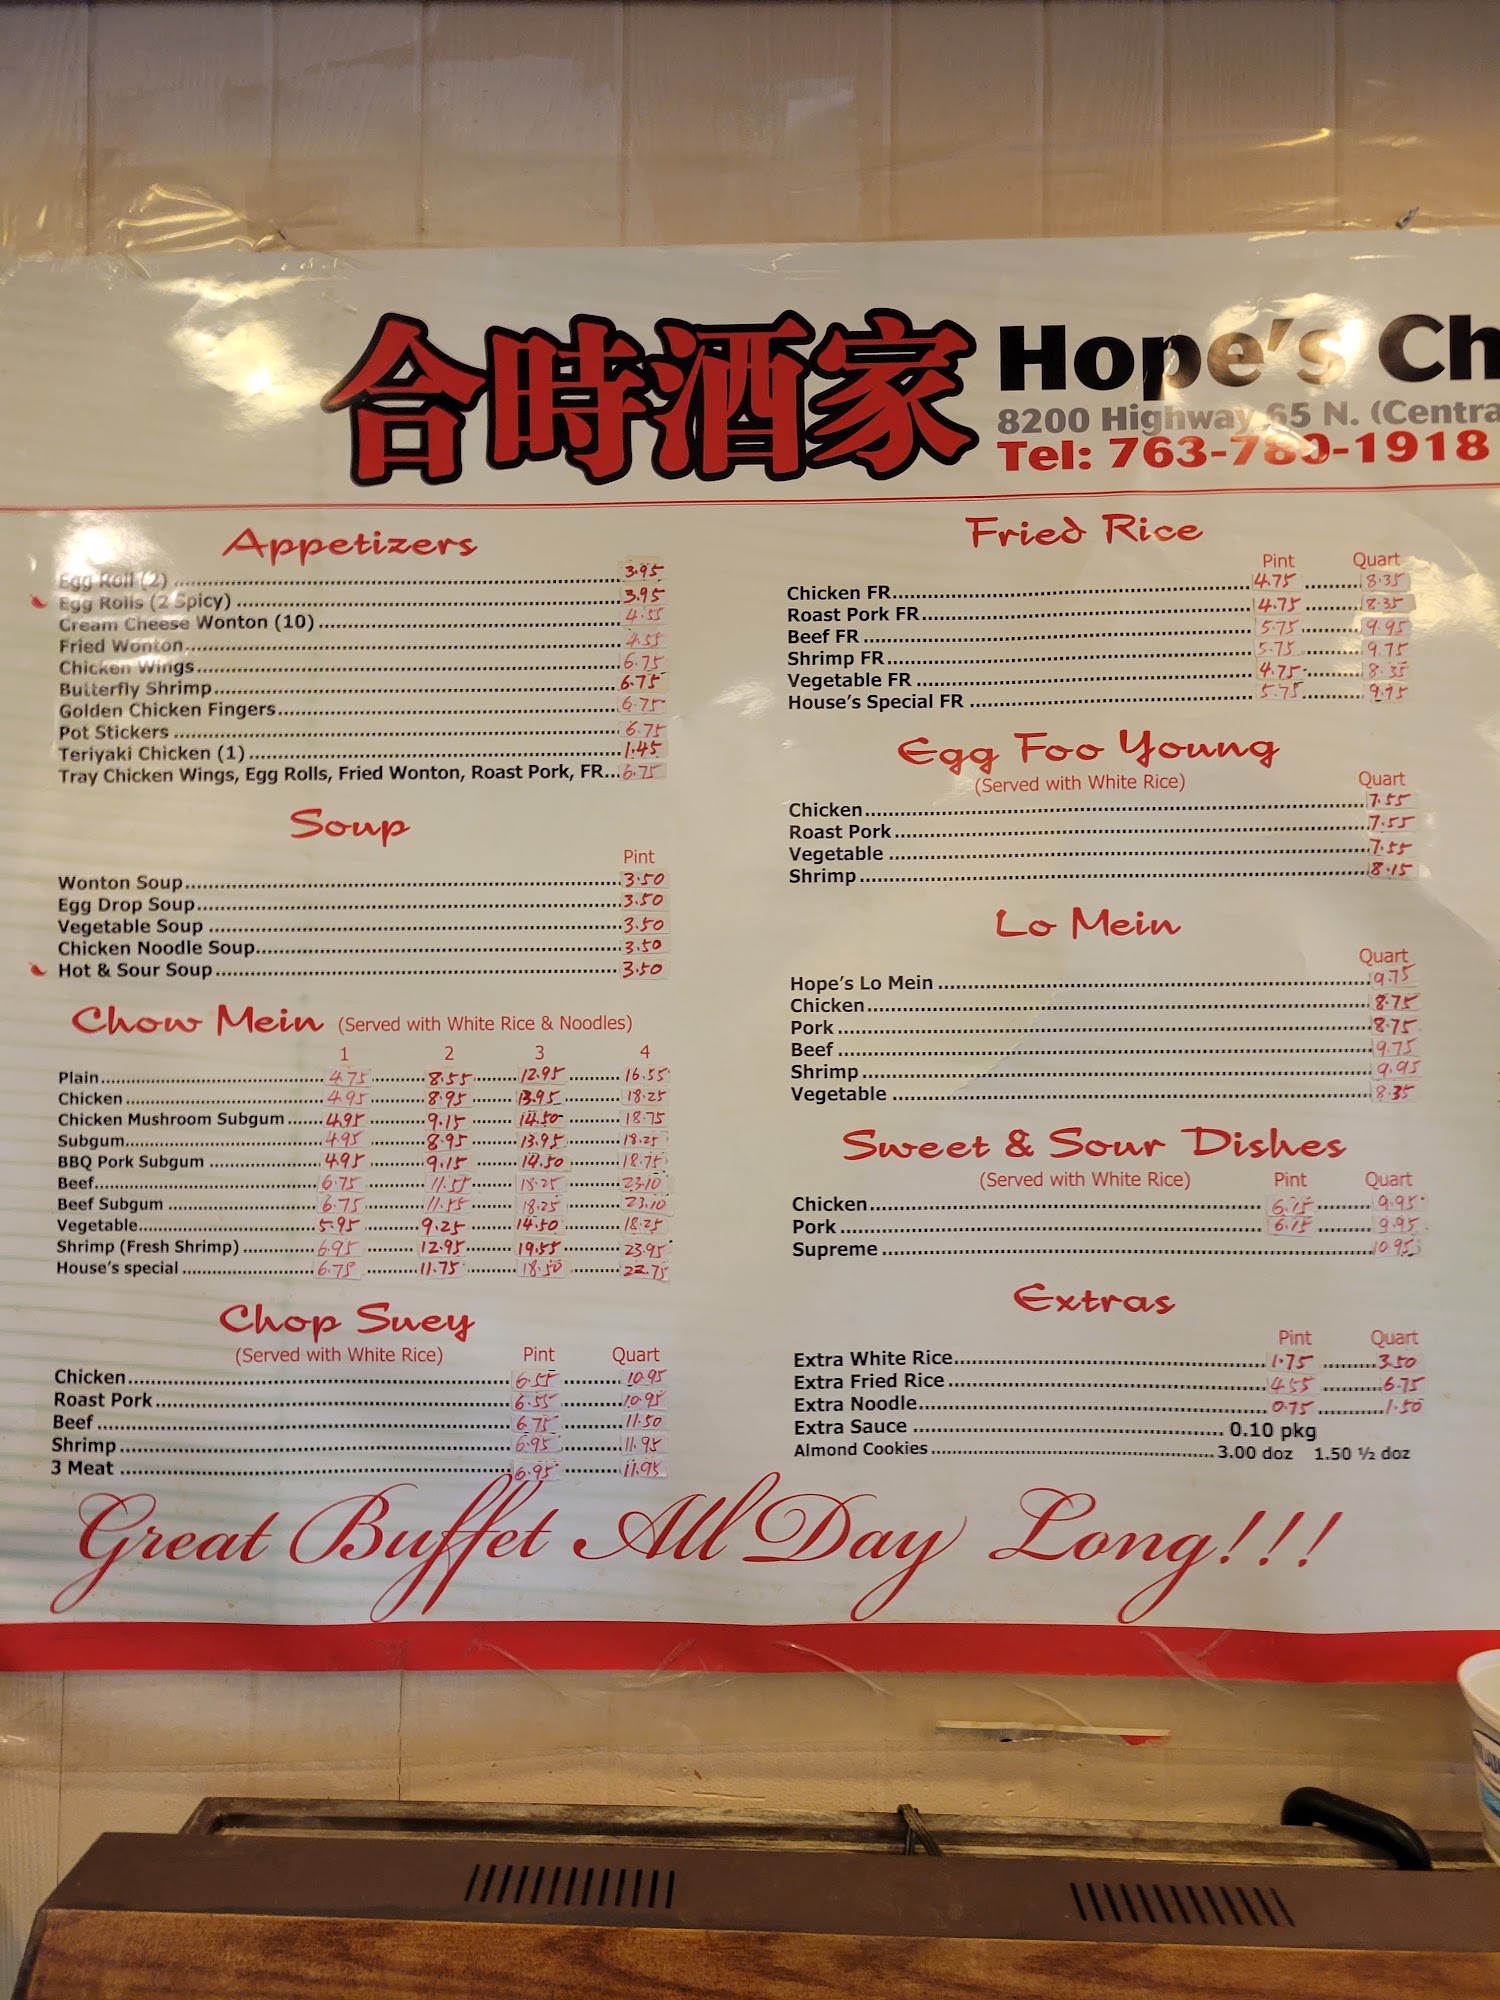 合時酒家
Hope's Ch
8200 Highway 65 N. (Centra
Tel: 763-780-1918
Appetizers
Egg Roll (2) 3.95
Egg Rolls (2 Spicy) 3.95
Cream Cheese Wonton (10) 4.55
Fried Wonton 4.55
Chicken Wings 6.75
Butterfly Shrimp 6.75
Golden Chicken Fingers 6.75
Pot Stickers 6.75
Teriyaki Chicken (1) 1.45
Tray Chicken Wings, Egg Rolls, Fried Wonton, Roast Pork, FR... 6.75
Soup
Pint
Wonton Soup 3.50
Egg Drop Soup 3.50
Vegetable Soup 3.50
Chicken Noodle Soup 3.50
Hot & Sour Soup 3.50
Chow Mein (Served with White Rice & Noodles)
1 2 3 4
Plain 4.75 8.55 12.95 16.55
Chicken 4.95 8.95 13.95 18.25
Chicken Mushroom Subgum 4.95 9.15 14.50 18.75
Subgum 4.95 8.95 13.95 18.25
BBQ Pork Subgum 4.95 9.15 14.50 18.75
Beef 6.75 11.55 18.25 23.10
Beef Subgum 6.75 11.55 18.25 23.10
Vegetable 5.95 9.25 14.50 18.25
Shrimp (Fresh Shrimp) 6.95 12.95 19.55 23.95
House's special 6.75 11.75 18.50 22.75
Chop Suey
(Served with White Rice) Pint Quart
Chicken 6.55 10.95
Roast Pork 6.55 10.95
Beef 6.75 11.50
Shrimp 6.95 11.95
3 Meat 6.95 11.95
Fried Rice
Pint Quart
Chicken FR 4.75 8.35
Roast Pork FR 4.75 8.35
Beef FR 5.75 9.95
Shrimp FR 5.75 9.75
Vegetable FR 4.75 8.35
House's Special FR 5.75 9.75
Egg Foo Young
(Served with White Rice) Quart
Chicken 7.55
Roast Pork 7.55
Vegetable 7.55
Shrimp 8.15
Lo Mein
Quart
Hope's Lo Mein 9.75
Chicken 8.75
Pork 8.75
Beef 9.75
Shrimp 9.95
Vegetable 8.35
Sweet & Sour Dishes
(Served with White Rice) Pint Quart
Chicken 6.15 9.95
Pork 6.15 9.95
Supreme 10.95
Extras
Pint Quart
Extra White Rice 1.75 3.50
Extra Fried Rice 4.55 6.75
Extra Noodle 0.75 1.50
Extra Sauce 0.10 pkg
Almond Cookies 3.00 doz 1.50 ½ doz
Great Buffet All Day Long!!!